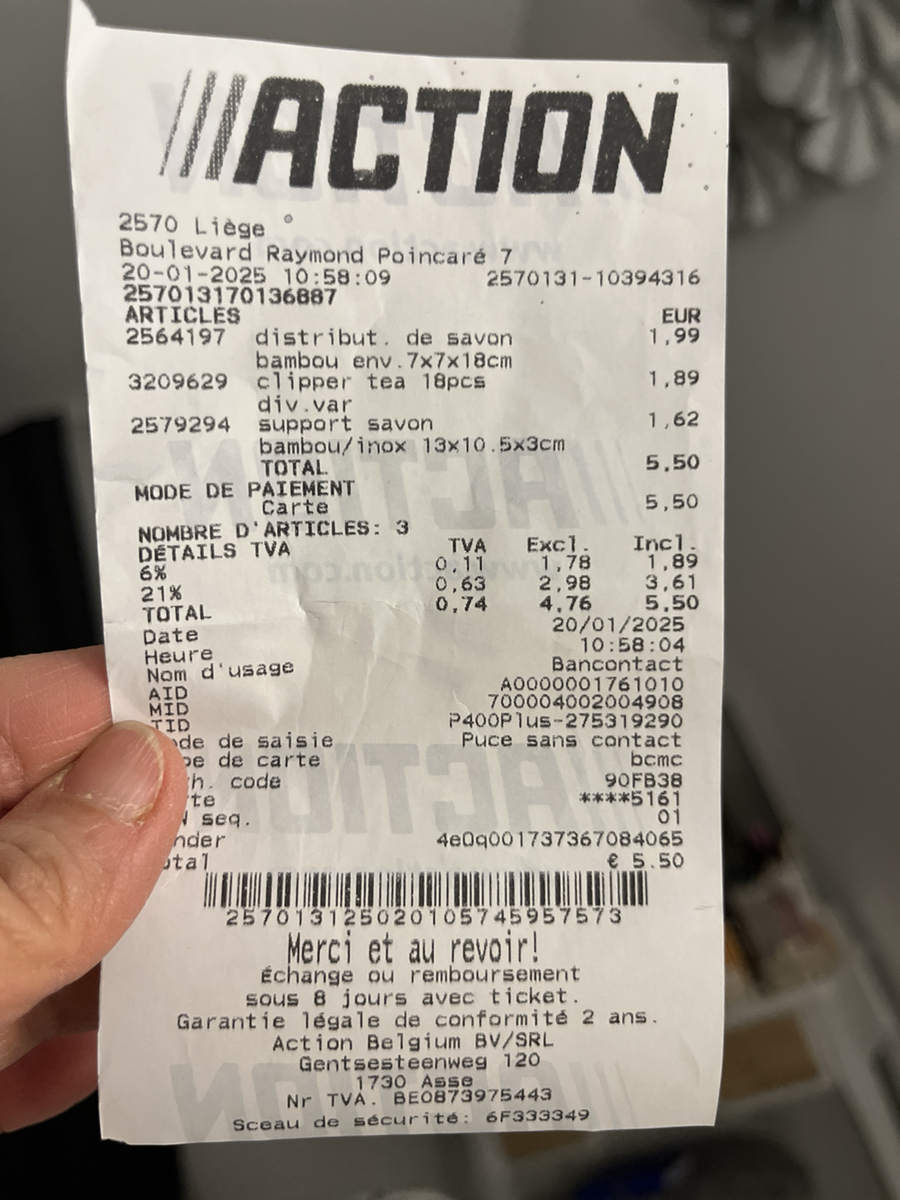 ACTION
2570 Liège
Boulevard Raymond Poincaré 7
20-01-2025 10:58:09 2570131-10394316
257013170136887
ARTICLES EUR
2564197 distribut. de savon 1,99
bambou env.7x7x18cm
3209629 clipper tea 18pcs 1,89
div.var
2579294 support savon 1,62
bambou/inox 13x10.5x3cm
TOTAL 5,50
MODE DE PAIEMENT
Carte 5,50
NOMBRE D'ARTICLES: 3
DÉTAILS TVA TVA Excl. Incl.
6% 0,11 1,78 1,89
21% 0,63 2,98 3,61
TOTAL 0,74 4,76 5,50
Date 20/01/2025
Heure 10:58:04
Nom d'usage Bancontact
AID A0000001761010
MID 700004002004908
TID P400Plus-275319290
de de saisie Puce sans contact
pe de carte bcmc
h. code 90FB38
te ****5161
seq. 01
nder 4e0q001737367084065
tal € 5.50
2570131250201057459575​73
Merci et au revoir!
Échange ou remboursement
sous 8 jours avec ticket.
Garantie légale de conformité 2 ans.
Action Belgium BV/SRL
Gentsesteenweg 120
1730 Asse
Nr TVA. BE0873975443
Sceau de sécurité: 6F333349